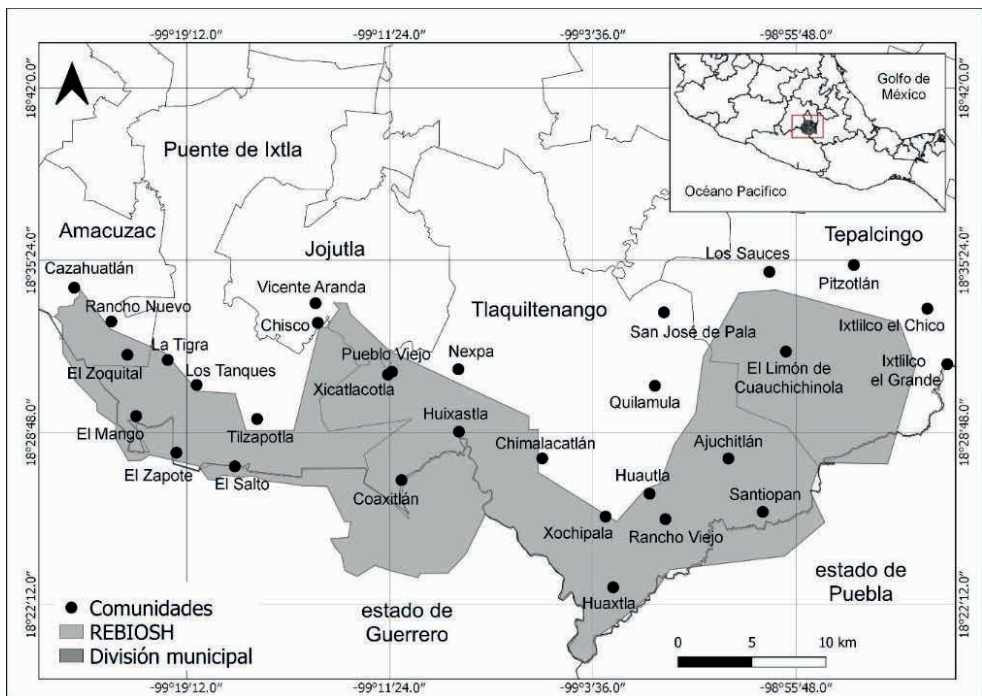 -99°19'12.0"
-99°11'24.0"
-99°3'36.0"
-98°55'48.0"
18°42'0.0"
18°42'0.0"
Golfo de
México
Océano Pacífico
Puente de Ixtla
Amacuzac
Jojutla
Tepalcingo
18°35'24.0"
18°35'24.0"
Los Sauces
Pitzotlán
Cazahuatlán
Vicente Aranda
Rancho Nuevo
Chisco
Tlaquiltenango
San José de Pala
Ixtlilco el Chico
La Tigra
Pueblo Viejo
Nexpa
El Zoquital
Los Tanques
Xicatlacotla
El Limón de
Cuauchichinola
Ixtlilco
el Grande
Quilamula
El Mango
Tilzapotla
Huixastla
18°28'48.0"
18°28'48.0"
Chimalacatlán
Ajuchitlán
El Zapote
El Salto
Coaxitlán
Huautla
Santiopan
Xochipala
Rancho Viejo
Huaxtla
estado de
Puebla
estado de
Guerrero
18°22'12.0"
18°22'12.0"
Comunidades
REBIOSH
División municipal
0 5 10 km
-99°19'12.0"
-99°11'24.0"
-99°3'36.0"
-98°55'48.0"